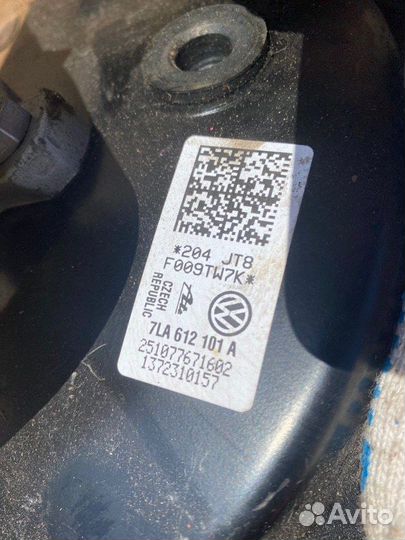 *204 JT8
F009TW7K*
CZECH
REPUBLIC
7LA 612 101 A
251077671602
1372310157
Avito